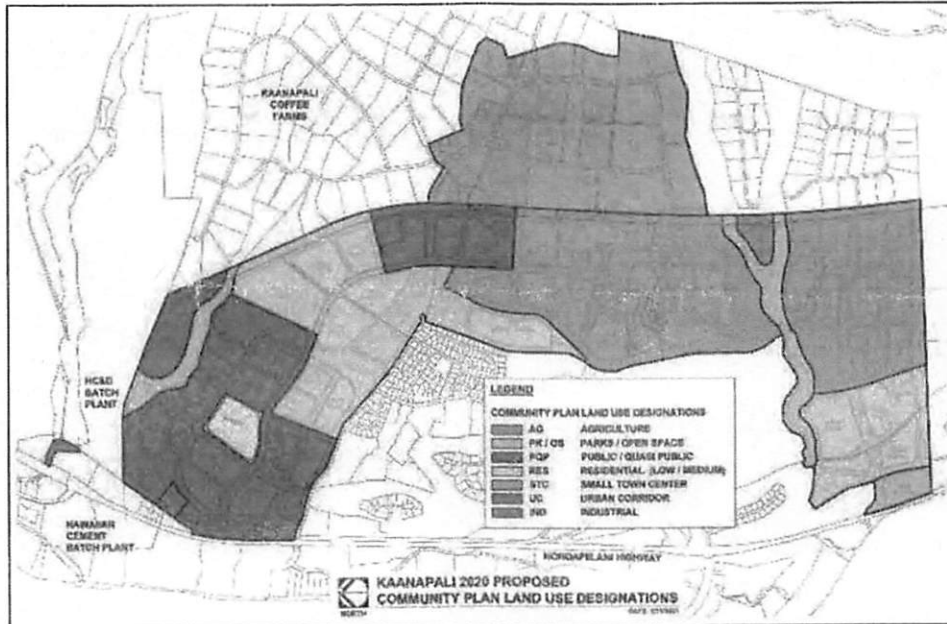 KAANAPALI
COFFEE
FARMS
HC&D
BATCH
PLANT
HAWAIIAN
CEMENT
BATCH PLANT
LEGEND
COMMUNITY PLAN LAND USE DESIGNATIONS
AG AGRICULTURE
PK / OS PARKS / OPEN SPACE
PQP PUBLIC / QUASI PUBLIC
RES RESIDENTIAL (LOW / MEDIUM)
STC SMALL TOWN CENTER
UC URBAN CORRIDOR
IND INDUSTRIAL
HONOAPIILANI HIGHWAY
KAANAPALI 2020 PROPOSED
COMMUNITY PLAN LAND USE DESIGNATIONS
NORTH